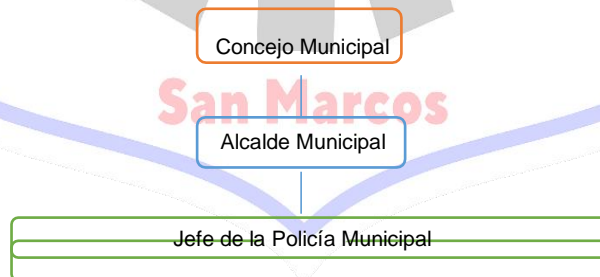 Concejo Municipal
San Marcos
Alcalde Municipal
Jefe de la Policía Municipal